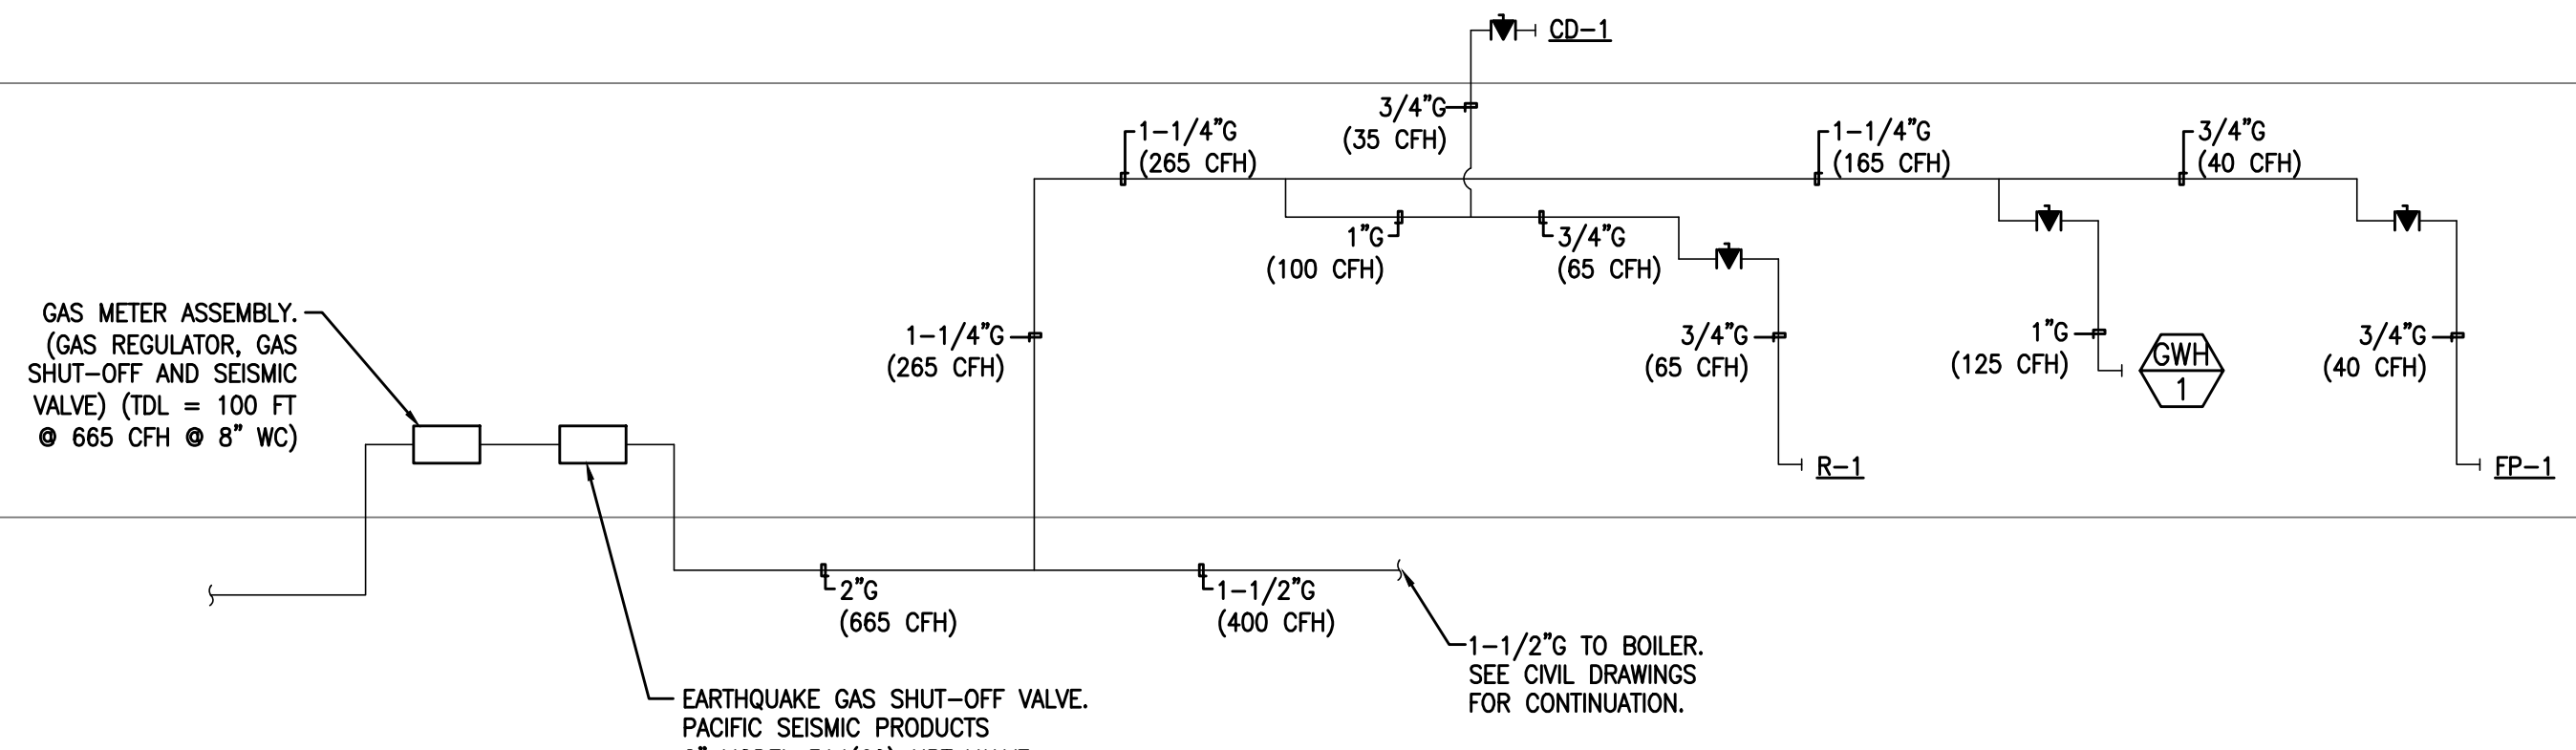 CD-1
3/4"G
(35 CFH)
1-1/4"G
(265 CFH)
1-1/4"G
(165 CFH)
3/4"G
(40 CFH)
1"G
(100 CFH)
3/4"G
(65 CFH)
GAS METER ASSEMBLY.
(GAS REGULATOR, GAS
SHUT-OFF AND SEISMIC
VALVE) (TDL = 100 FT
@ 665 CFH @ 8" WC)
1-1/4"G
(265 CFH)
3/4"G
(65 CFH)
1"G
(125 CFH)
GWH
1
3/4"G
(40 CFH)
R-1
FP-1
2"G
(665 CFH)
1-1/2"G
(400 CFH)
1-1/2"G TO BOILER.
SEE CIVIL DRAWINGS
FOR CONTINUATION.
EARTHQUAKE GAS SHUT-OFF VALVE.
PACIFIC SEISMIC PRODUCTS